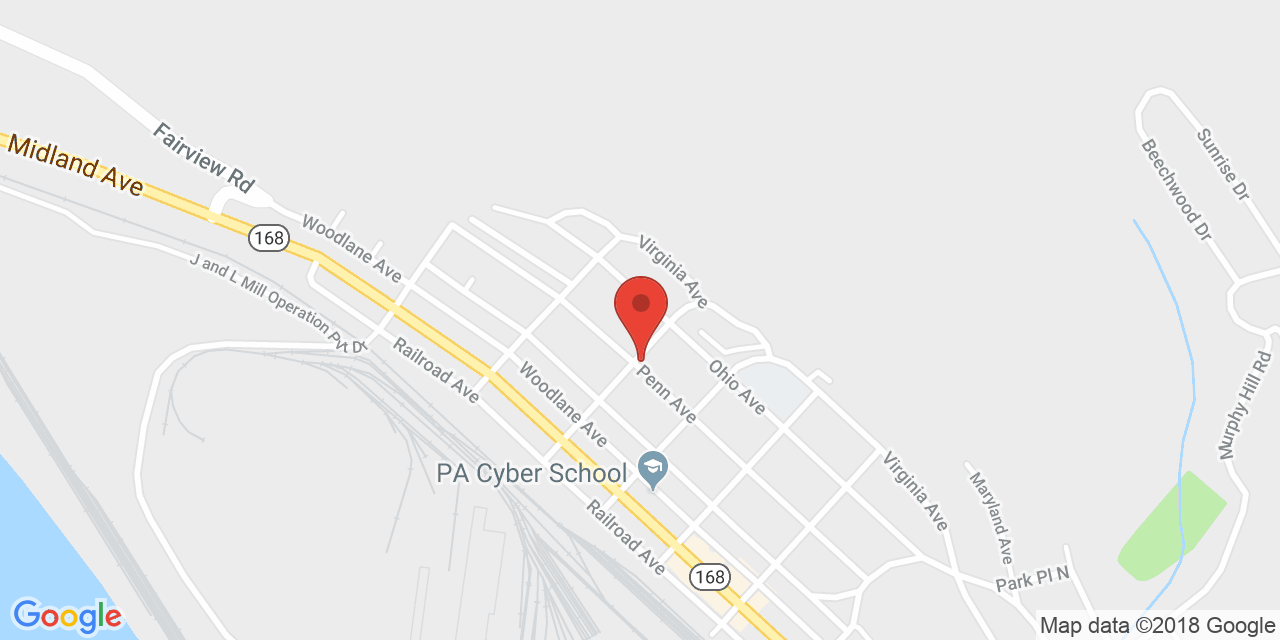 Midland Ave
Fairview Rd
168
Woodlane Ave
J and L Mill Operation Pvt Dr
Railroad Ave
Virginia Ave
Beechwood Dr
Sunrise Dr
Murphy Hill Rd
Woodlane Ave
Penn Ave
Ohio Ave
PA Cyber School
Railroad Ave
168
Virginia Ave
Maryland Ave
Park Pl N
Google
Map data ©2018 Google